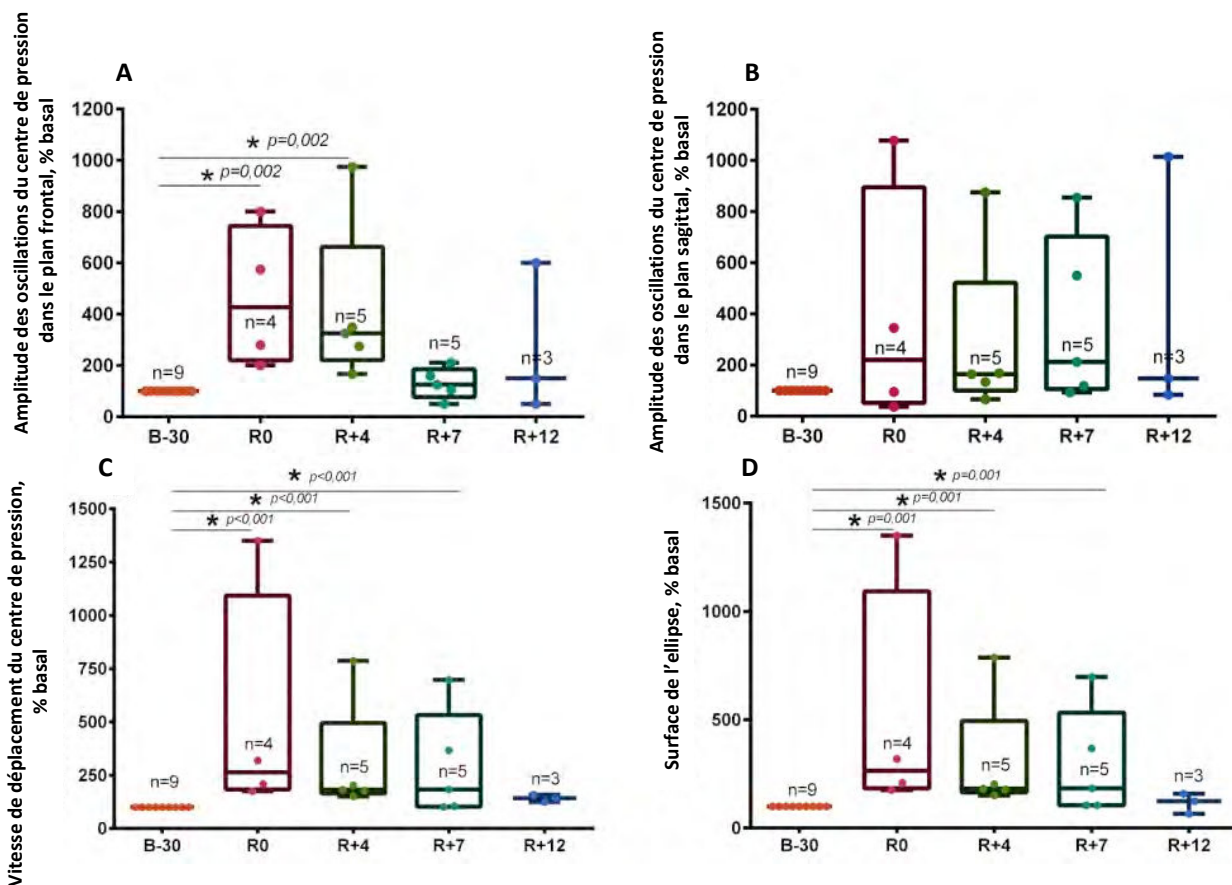 A
Amplitude des oscillations du centre de pression
dans le plan frontal, % basal
1200
1000
800
600
400
200
0
* p=0,002
* p=0,002
n=9
n=4
n=5
n=5
n=3
B-30
R0
R+4
R+7
R+12
B
Amplitude des oscillations du centre de pression
dans le plan sagittal, % basal
1200
1000
800
600
400
200
0
n=9
n=4
n=5
n=5
n=3
B-30
R0
R+4
R+7
R+12
C
Vitesse de déplacement du centre de pression,
% basal
1500
1250
1000
750
500
250
0
* p<0,001
* p<0,001
* p<0,001
n=9
n=4
n=5
n=5
n=3
B-30
R0
R+4
R+7
R+12
D
Surface de l’ellipse, % basal
1500
1000
500
0
* p=0,001
* p=0,001
* p=0,001
n=9
n=4
n=5
n=5
n=3
B-30
R0
R+4
R+7
R+12